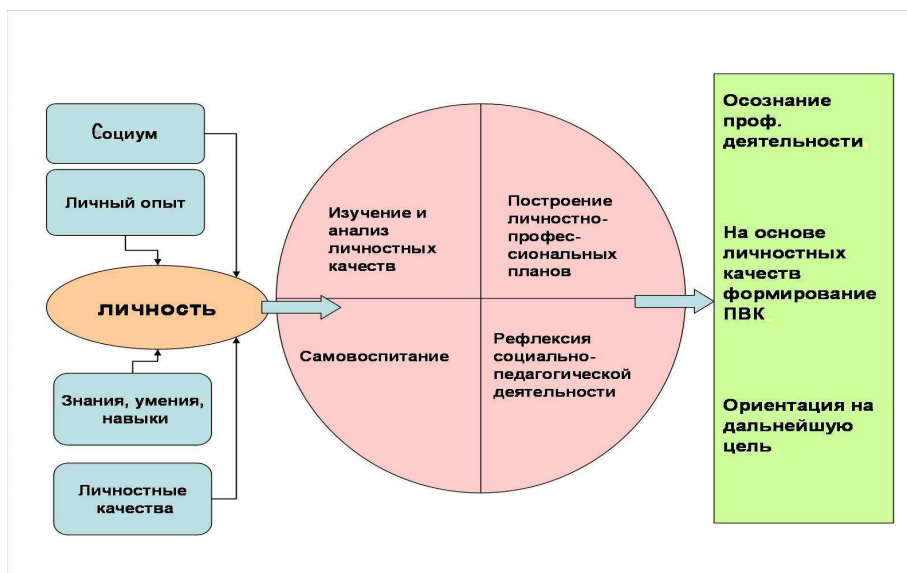 Социум
Личный опыт
личность
Знания, умения,
навыки
Личностные
качества
Изучение и
анализ
личностных
качеств
Построение
личностно-
профес-
сиональных
планов
Самовоспитание
Рефлексия
социально-
педагогической
деятельности
Осознание
проф.
деятельности
На основе
личностных
качеств
формирование
ПВК
Ориентация на
дальнейшую
цель